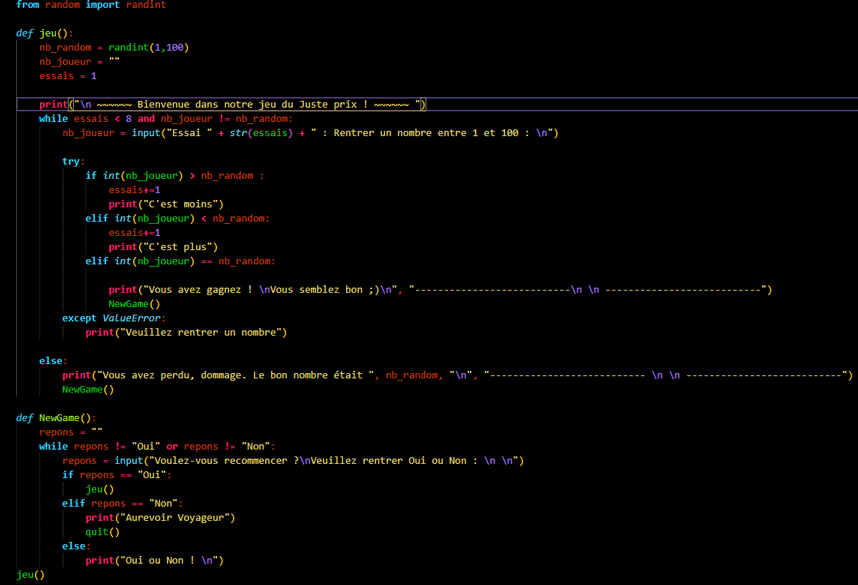 from random import randint
def jeu():
nb_random = randint(1,100)
nb_joueur = ""
essais = 1
print("\n ~~~~~~ Bienvenue dans notre jeu du Juste prix ! ~~~~~~ ")
while essais < 8 and nb_joueur != nb_random:
nb_joueur = input("Essai " + str(essais) + " : Rentrer un nombre entre 1 et 100 : \n")
try:
if int(nb_joueur) > nb_random :
essais+=1
print("C'est moins")
elif int(nb_joueur) < nb_random:
essais+=1
print("C'est plus")
elif int(nb_joueur) == nb_random:
print("Vous avez gagnez ! \nVous semblez bon ;)\n", "---------------------------\n \n ---------------------------")
NewGame()
except ValueError:
print("Veuillez rentrer un nombre")
else:
print("Vous avez perdu, dommage. Le bon nombre était ", nb_random, "\n", "--------------------------- \n \n ---------------------------")
NewGame()
def NewGame():
repons = ""
while repons != "Oui" or repons != "Non":
repons = input("Voulez-vous recommencer ?\nVeuillez rentrer Oui ou Non : \n \n")
if repons == "Oui":
jeu()
elif repons == "Non":
print("Aurevoir Voyageur")
quit()
else:
print("Oui ou Non ! \n")
jeu()